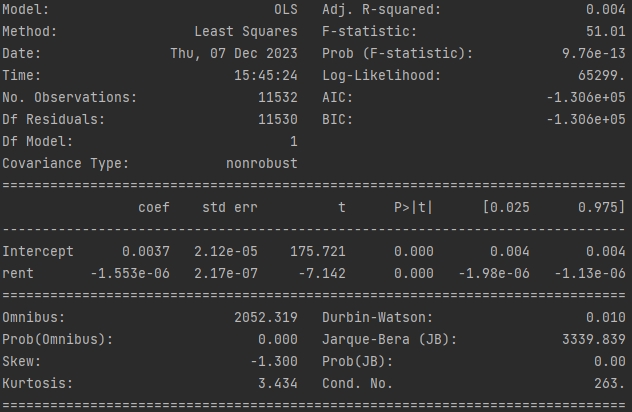 Model: OLS Adj. R-squared: 0.004
Method: Least Squares F-statistic: 51.01
Date: Thu, 07 Dec 2023 Prob (F-statistic): 9.76e-13
Time: 15:45:24 Log-Likelihood: 65299.
No. Observations: 11532 AIC: -1.306e+05
Df Residuals: 11530 BIC: -1.306e+05
Df Model: 1
Covariance Type: nonrobust
==============================================================================
coef std err t P>|t| [0.025 0.975]
------------------------------------------------------------------------------
Intercept 0.0037 2.12e-05 175.721 0.000 0.004 0.004
rent -1.553e-06 2.17e-07 -7.142 0.000 -1.98e-06 -1.13e-06
==============================================================================
Omnibus: 2052.319 Durbin-Watson: 0.010
Prob(Omnibus): 0.000 Jarque-Bera (JB): 3339.839
Skew: -1.300 Prob(JB): 0.00
Kurtosis: 3.434 Cond. No. 263.
==============================================================================